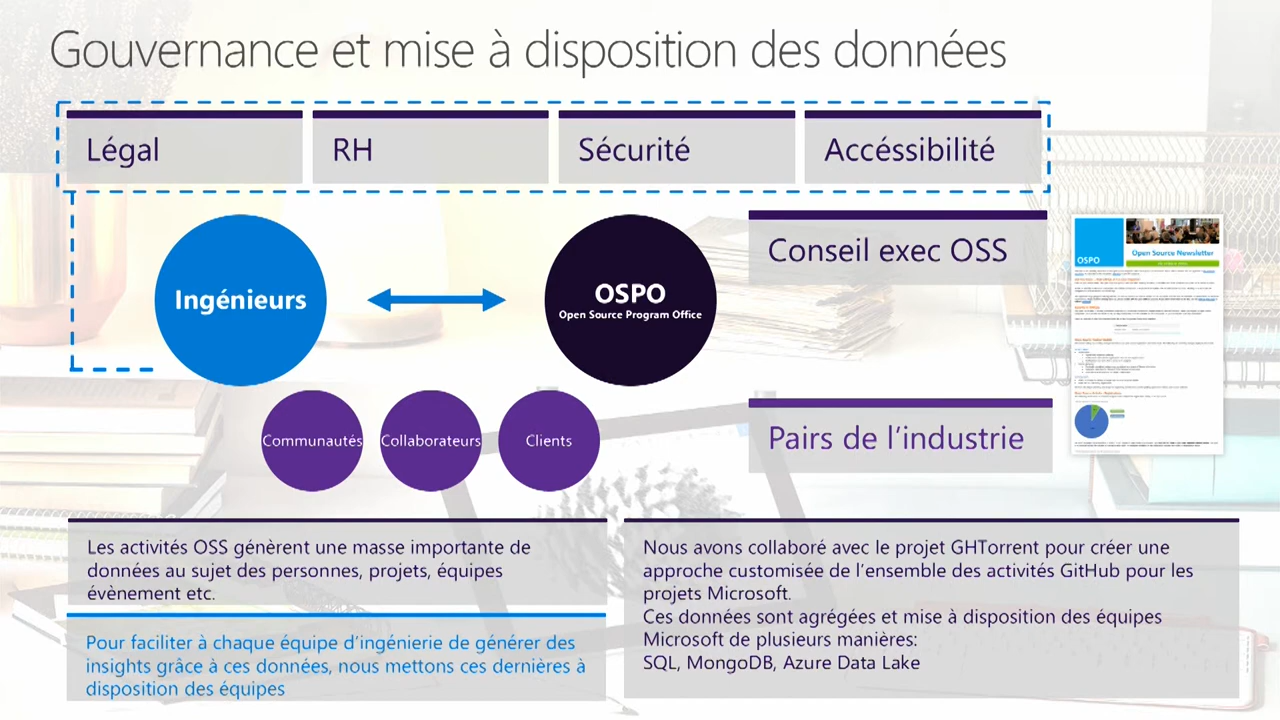 Gouvernance et mise à disposition des données
Légal
RH
Sécurité
Accéssibilité
Ingénieurs
OSPO
Open Source Program Office
Conseil exec OSS
OSPO
Open Source Newsletter
Communautés
Collaborateurs
Clients
Pairs de l’industrie
Les activités OSS génèrent une masse importante de
données au sujet des personnes, projets, équipes
évènement etc.
Pour faciliter à chaque équipe d’ingénierie de générer des
insights grâce à ces données, nous mettons ces dernières à
disposition des équipes
Nous avons collaboré avec le projet GHTorrent pour créer une
approche customisée de l’ensemble des activités GitHub pour les
projets Microsoft.
Ces données sont agrégées et mise à disposition des équipes
Microsoft de plusieurs manières:
SQL, MongoDB, Azure Data Lake